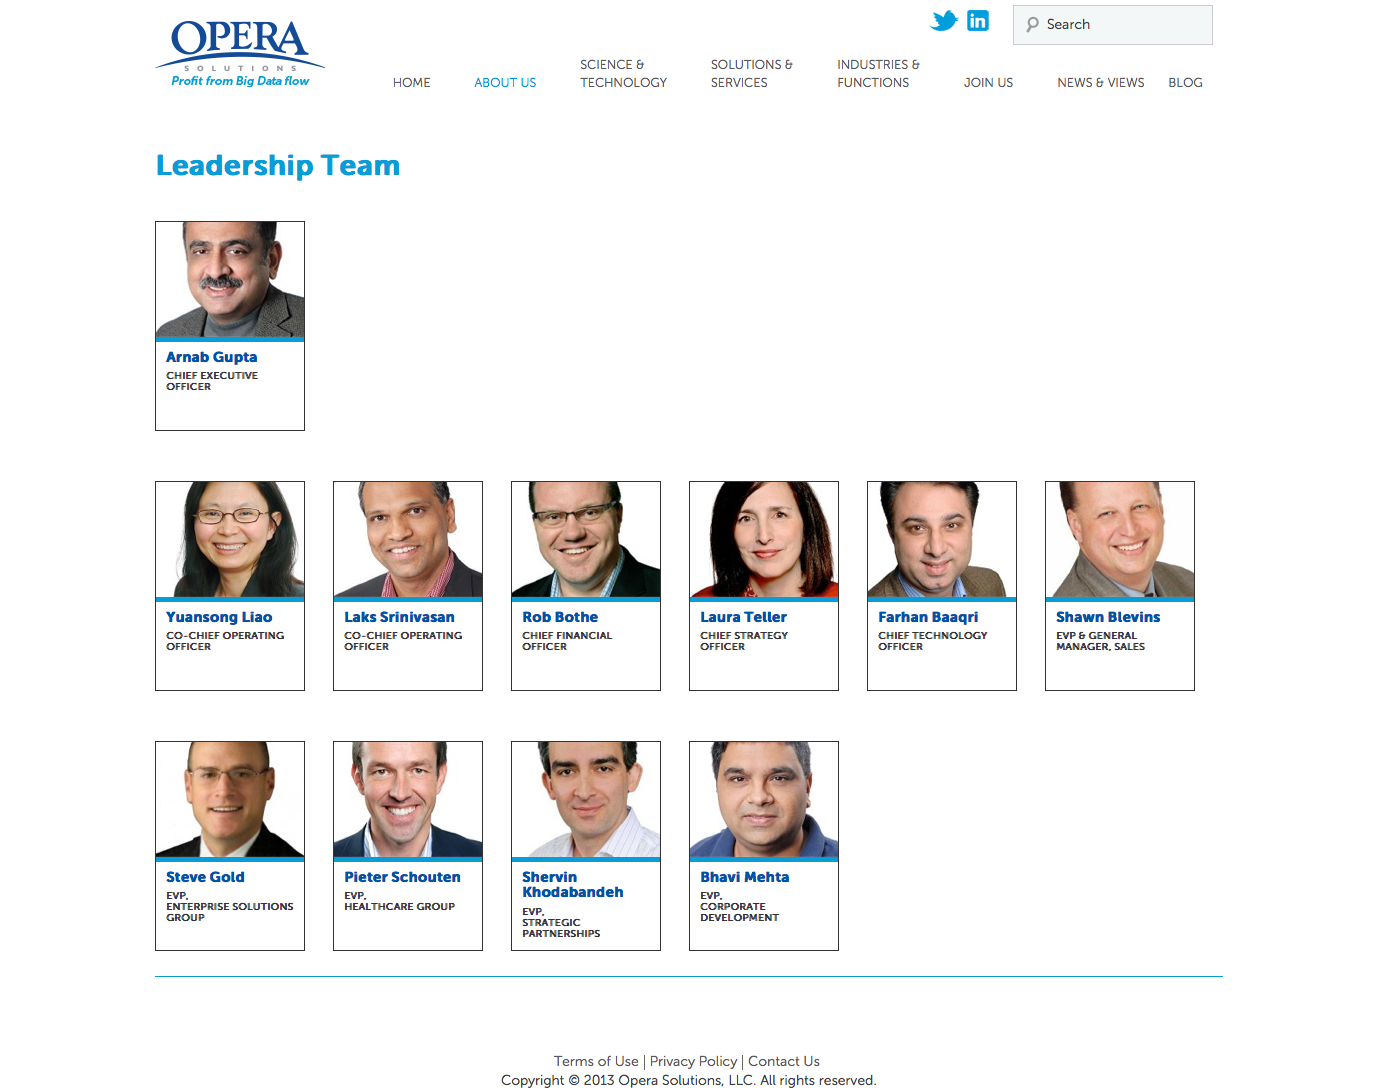 OPERA
SOLUTIONS
Profit from Big Data flow
Search
HOME
ABOUT US
SCIENCE &
TECHNOLOGY
SOLUTIONS &
SERVICES
INDUSTRIES &
FUNCTIONS
JOIN US
NEWS & VIEWS
BLOG
Leadership Team
Arnab Gupta
CHIEF EXECUTIVE
OFFICER
Yuansong Liao
CO-CHIEF OPERATING
OFFICER
Laks Srinivasan
CO-CHIEF OPERATING
OFFICER
Rob Bothe
CHIEF FINANCIAL
OFFICER
Laura Teller
CHIEF STRATEGY
OFFICER
Farhan Baaqri
CHIEF TECHNOLOGY
OFFICER
Shawn Blevins
EVP & GENERAL
MANAGER, SALES
Steve Gold
EVP,
ENTERPRISE SOLUTIONS
GROUP
Pieter Schouten
EVP,
HEALTHCARE GROUP
Shervin
Khodabandeh
EVP,
STRATEGIC
PARTNERSHIPS
Bhavi Mehta
EVP,
CORPORATE
DEVELOPMENT
Terms of Use | Privacy Policy | Contact Us
Copyright © 2013 Opera Solutions, LLC. All rights reserved.